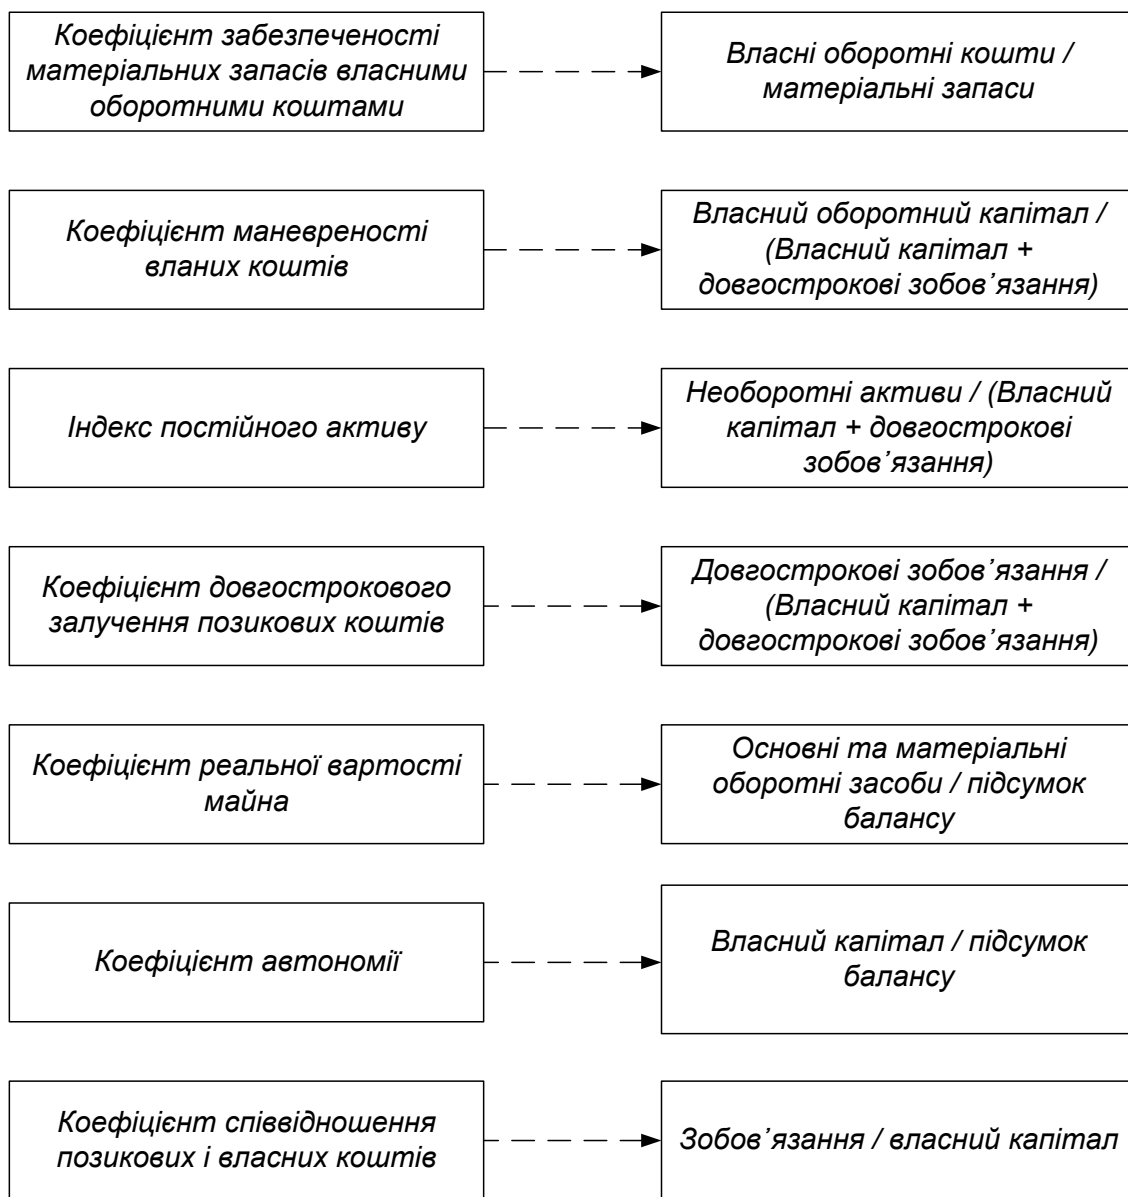 Коефіцієнт забезпеченості
матеріальних запасів власними
оборотними коштами
Власні оборотні кошти /
матеріальні запаси
Коефіцієнт маневреності
вланих коштів
Власний оборотний капітал /
(Власний капітал +
довгострокові зобов’язання)
Індекс постійного активу
Необоротні активи / (Власний
капітал + довгострокові
зобов’язання)
Коефіцієнт довгострокового
залучення позикових коштів
Довгострокові зобов’язання /
(Власний капітал +
довгострокові зобов’язання)
Коефіцієнт реальної вартості
майна
Основні та матеріальні
оборотні засоби / підсумок
балансу
Коефіцієнт автономії
Власний капітал / підсумок
балансу
Коефіцієнт співвідношення
позикових і власних коштів
Зобов’язання / власний капітал